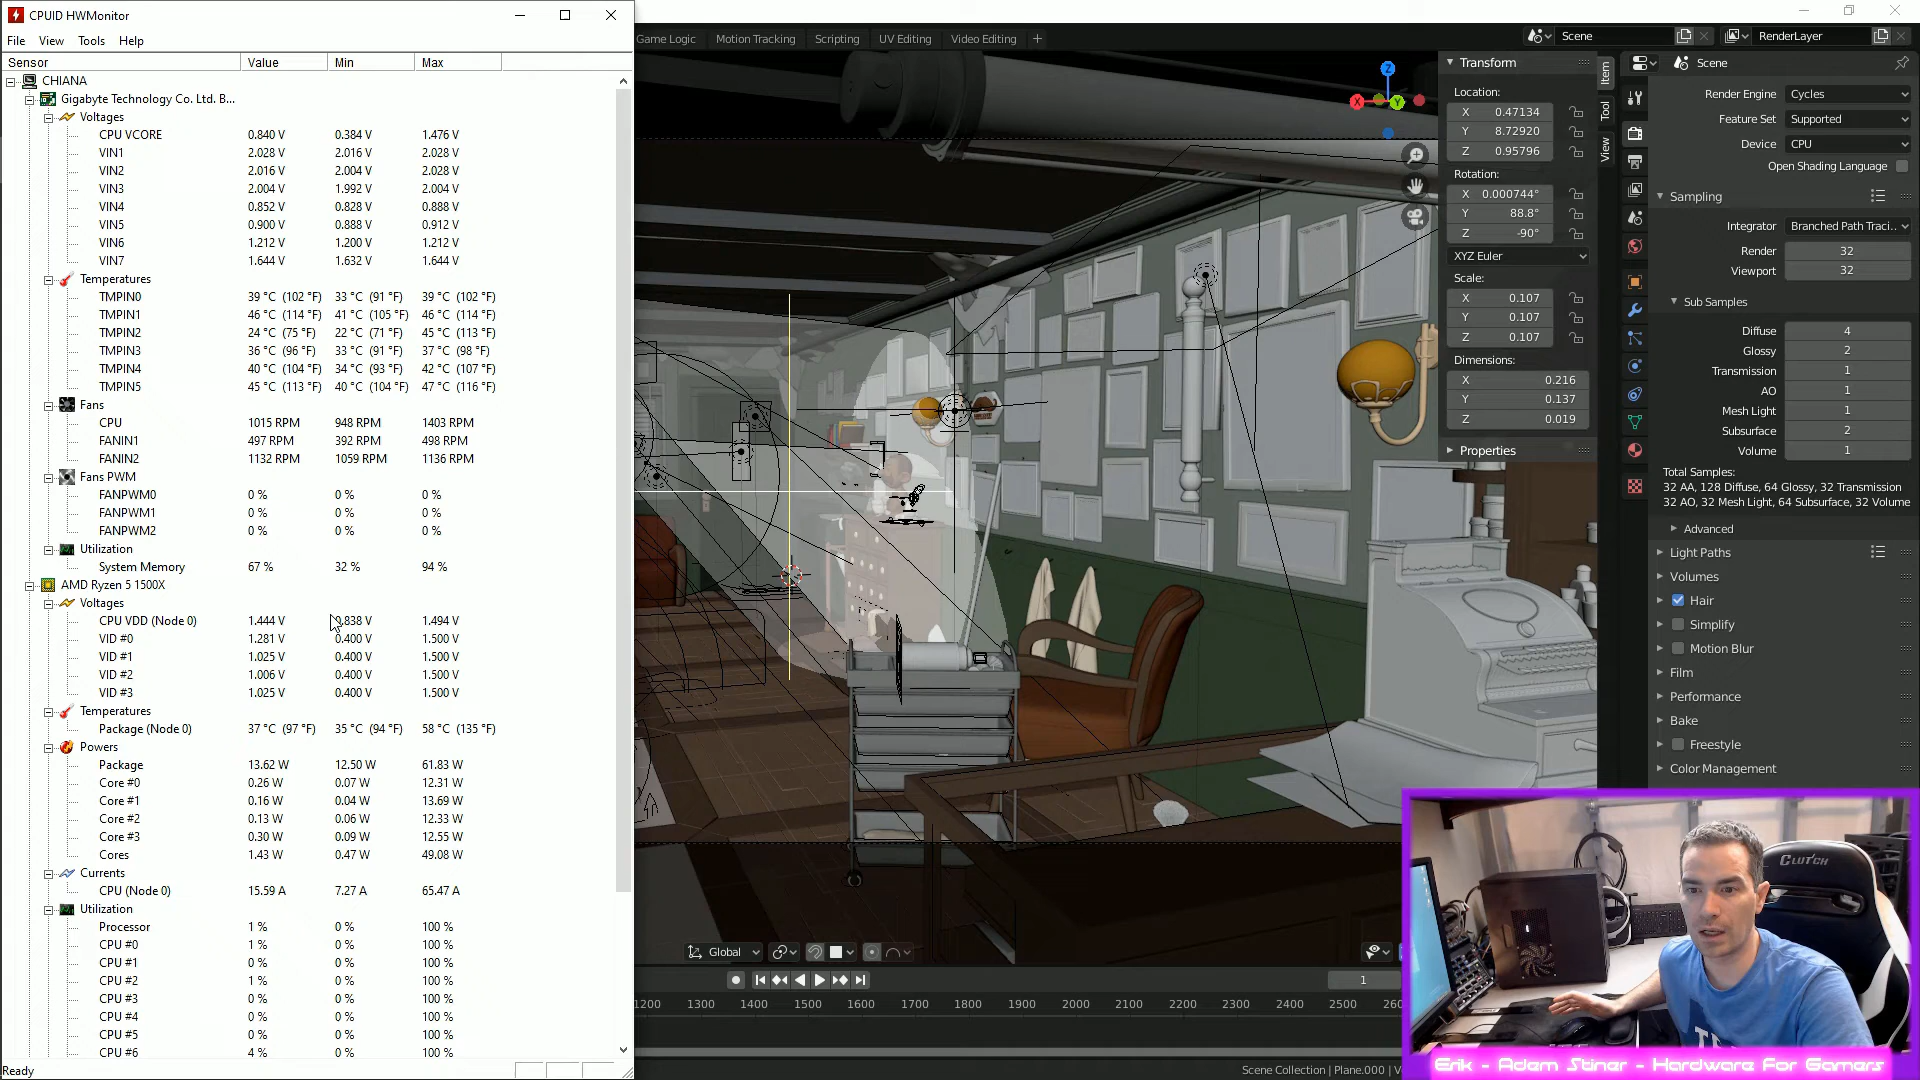 CPUID HWMonitor
File View Tools Help
Sensor Value Min Max
CHIANA
Gigabyte Technology Co. Ltd. B...
Voltages
CPU VCORE 0.840 V 0.384 V 1.476 V
VIN1 2.028 V 2.016 V 2.028 V
VIN2 2.016 V 2.004 V 2.028 V
VIN3 2.004 V 1.992 V 2.004 V
VIN4 0.852 V 0.828 V 0.888 V
VIN5 0.900 V 0.888 V 0.912 V
VIN6 1.212 V 1.200 V 1.212 V
VIN7 1.644 V 1.632 V 1.644 V
Temperatures
TMPIN0 39 °C (102 °F) 33 °C (91 °F) 39 °C (102 °F)
TMPIN1 46 °C (114 °F) 41 °C (105 °F) 46 °C (114 °F)
TMPIN2 24 °C (75 °F) 22 °C (71 °F) 45 °C (113 °F)
TMPIN3 36 °C (96 °F) 33 °C (91 °F) 37 °C (98 °F)
TMPIN4 40 °C (104 °F) 34 °C (93 °F) 42 °C (107 °F)
TMPIN5 45 °C (113 °F) 40 °C (104 °F) 47 °C (116 °F)
Fans
CPU 1015 RPM 948 RPM 1403 RPM
FANIN1 497 RPM 392 RPM 498 RPM
FANIN2 1132 RPM 1059 RPM 1136 RPM
Fans PWM
FANPWM0 0 % 0 % 0 %
FANPWM1 0 % 0 % 0 %
FANPWM2 0 % 0 % 0 %
Utilization
System Memory 67 % 32 % 94 %
AMD Ryzen 5 1500X
Voltages
CPU VDD (Node 0) 1.444 V 0.838 V 1.494 V
VID #0 1.281 V 0.400 V 1.500 V
VID #1 1.025 V 0.400 V 1.500 V
VID #2 1.006 V 0.400 V 1.500 V
VID #3 1.025 V 0.400 V 1.500 V
Temperatures
Package (Node 0) 37 °C (97 °F) 35 °C (94 °F) 58 °C (135 °F)
Powers
Package 13.62 W 12.50 W 61.83 W
Core #0 0.26 W 0.07 W 12.31 W
Core #1 0.16 W 0.04 W 13.69 W
Core #2 0.13 W 0.06 W 12.33 W
Core #3 0.30 W 0.09 W 12.55 W
Cores 1.43 W 0.47 W 49.08 W
Currents
CPU (Node 0) 15.59 A 7.27 A 65.47 A
Utilization
Processor 1 % 0 % 100 %
CPU #0 1 % 0 % 100 %
CPU #1 0 % 0 % 100 %
CPU #2 1 % 0 % 100 %
CPU #3 0 % 0 % 100 %
CPU #4 0 % 0 % 100 %
CPU #5 0 % 0 % 100 %
CPU #6 4 % 0 % 100 %
Ready
Game Logic Motion Tracking Scripting UV Editing Video Editing +
Scene RenderLayer
Transform
Location:
X 0.47134
Y 8.72920
Z 0.95796
Rotation:
X 0.000744°
Y 88.8°
Z -90°
XYZ Euler
Scale:
X 0.107
Y 0.107
Z 0.107
Dimensions:
X 0.216
Y 0.137
Z 0.019
Properties
Item
Tool
View
Z
X
Y
Scene
Render Engine Cycles
Feature Set Supported
Device CPU
Open Shading Language
Sampling
Integrator Branched Path Traci..
Render 32
Viewport 32
Sub Samples
Diffuse 4
Glossy 2
Transmission 1
AO 1
Mesh Light 1
Subsurface 2
Volume 1
Total Samples:
32 AA, 128 Diffuse, 64 Glossy, 32 Transmission
32 AO, 32 Mesh Light, 64 Subsurface, 32 Volume
Advanced
Light Paths
Volumes
Hair
Simplify
Motion Blur
Film
Performance
Bake
Freestyle
Color Management
Global
1
1200 1300 1400 1500 1600 1700 1800 1900 2000 2100 2200 2300 2400 2500
Scene Collection | Plane.000 | V
CLUTCH
Erik - Adam Stiner - Hardware For Gamers